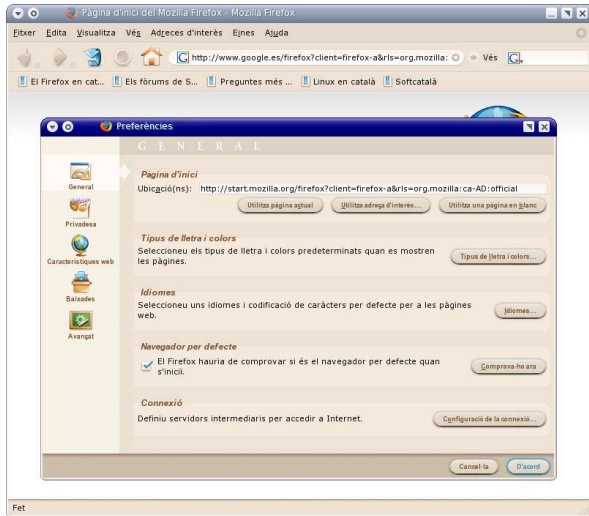 Pàgina d'inici del Mozilla Firefox - Mozilla Firefox
Fitxer Edita Visualitza Vés Adreces d'interès Eines Ajuda
http://www.google.es/firefox?client=firefox-a&rls=org.mozilla: Vés
El Firefox en cat... Els fòrums de S... Preguntes més ... Linux en català Softcatalà
Preferències
GENERAL
General
Privadesa
Característiques web
Baixades
Avançat
Pàgina d'inici
Ubicació(ns): http://start.mozilla.org/firefox?client=firefox-a&rls=org.mozilla:ca-AD:official
Utilitza pàgina actual Utilitza adreça d'interès... Utilitza una pàgina en blanc
Tipus de lletra i colors
Seleccioneu els tipus de lletra i colors predeterminats quan es mostren
les pàgines.
Tipus de lletra i colors...
Idiomes
Seleccioneu uns idiomes i codificació de caràcters per defecte per a les pàgines
web.
Idiomes...
Navegador per defecte
El Firefox hauria de comprovar si és el navegador per defecte quan
s'iniciï.
Comprova-ho ara
Connexió
Definiu servidors intermediaris per accedir a Internet.
Configuració de la connexió...
Cancel·la D'acord
Fet